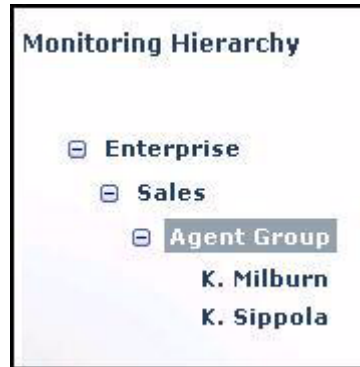 Monitoring Hierarchy
Enterprise
Sales
Agent Group
K. Milburn
K. Sippola